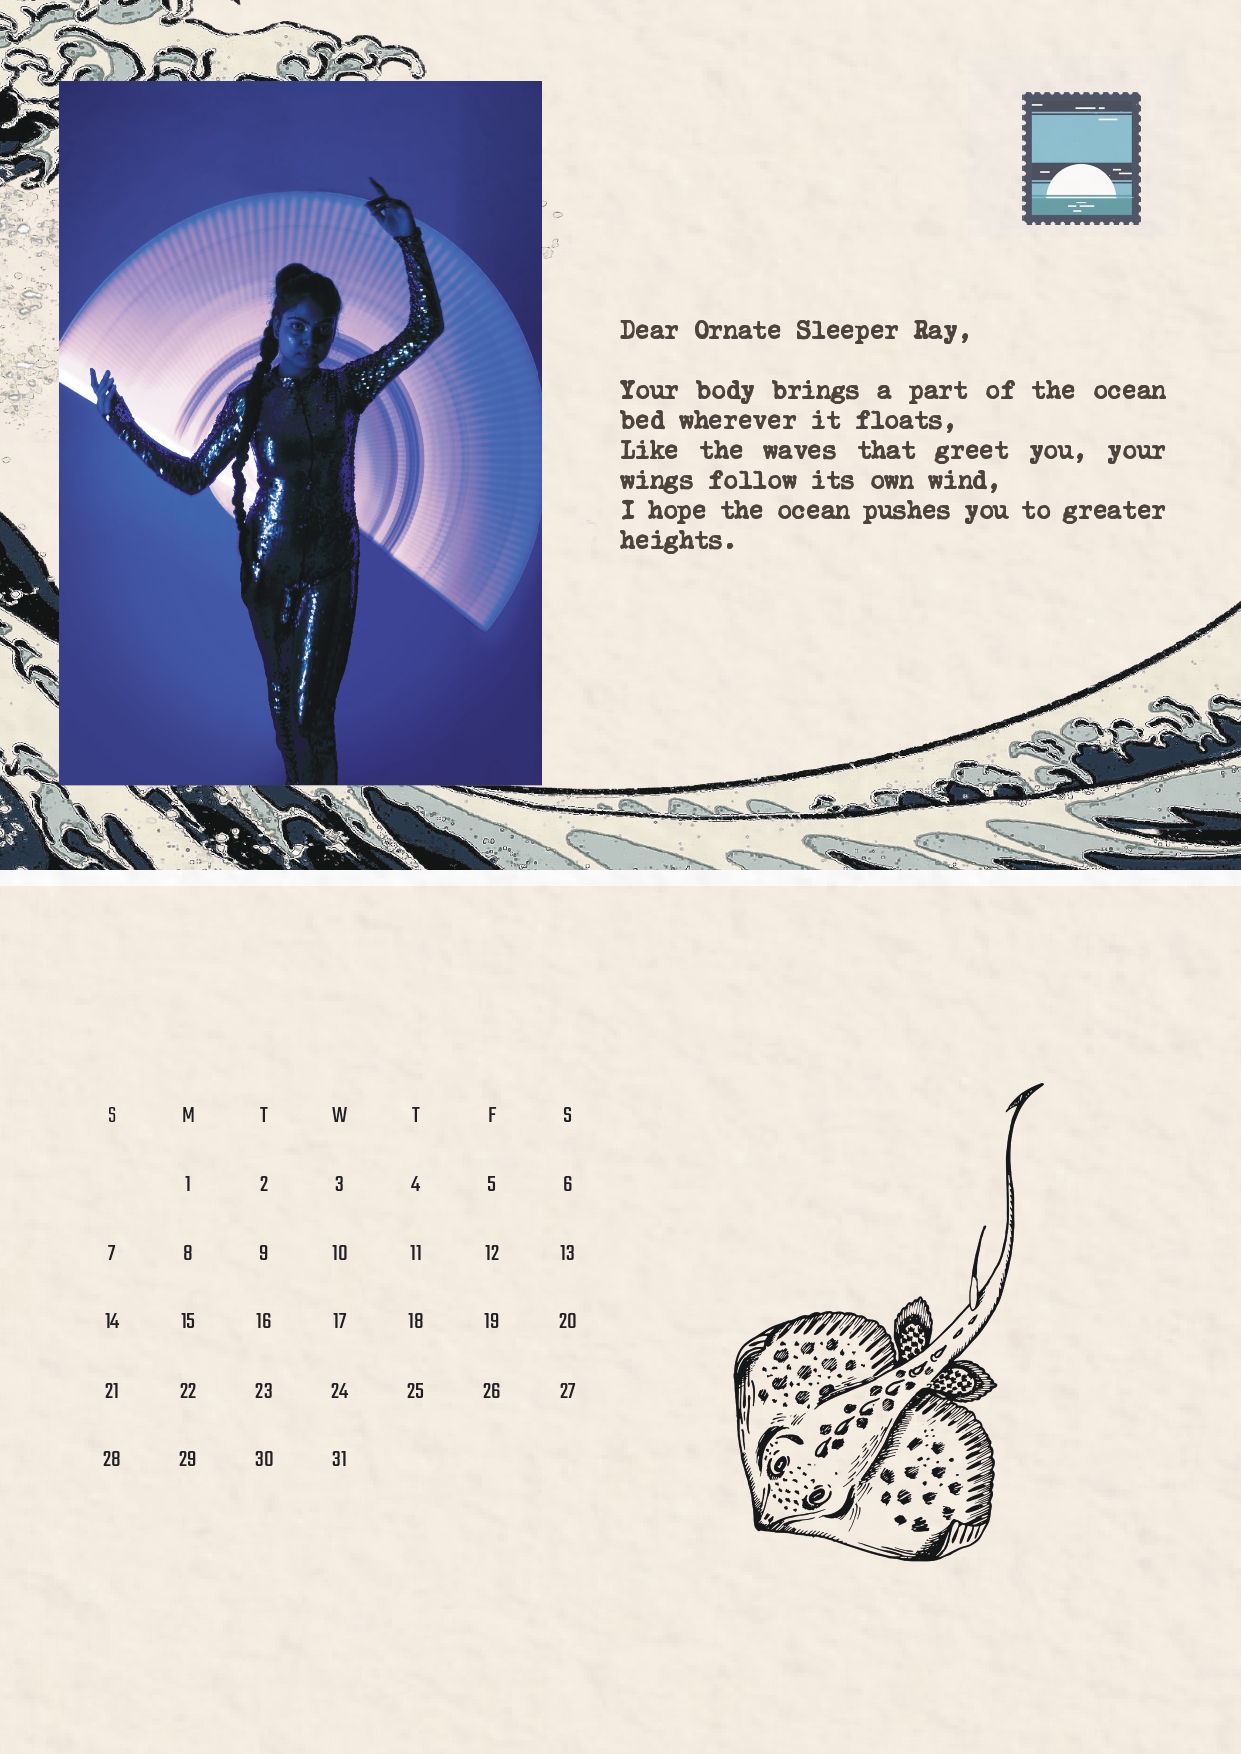 Dear Ornate Sleeper Ray,
Your body brings a part of the ocean
bed wherever it floats,
Like the waves that greet you, your
wings follow its own wind,
I hope the ocean pushes you to greater
heights.
S M T W T F S
1 2 3 4 5 6
7 8 9 10 11 12 13
14 15 16 17 18 19 20
21 22 23 24 25 26 27
28 29 30 31